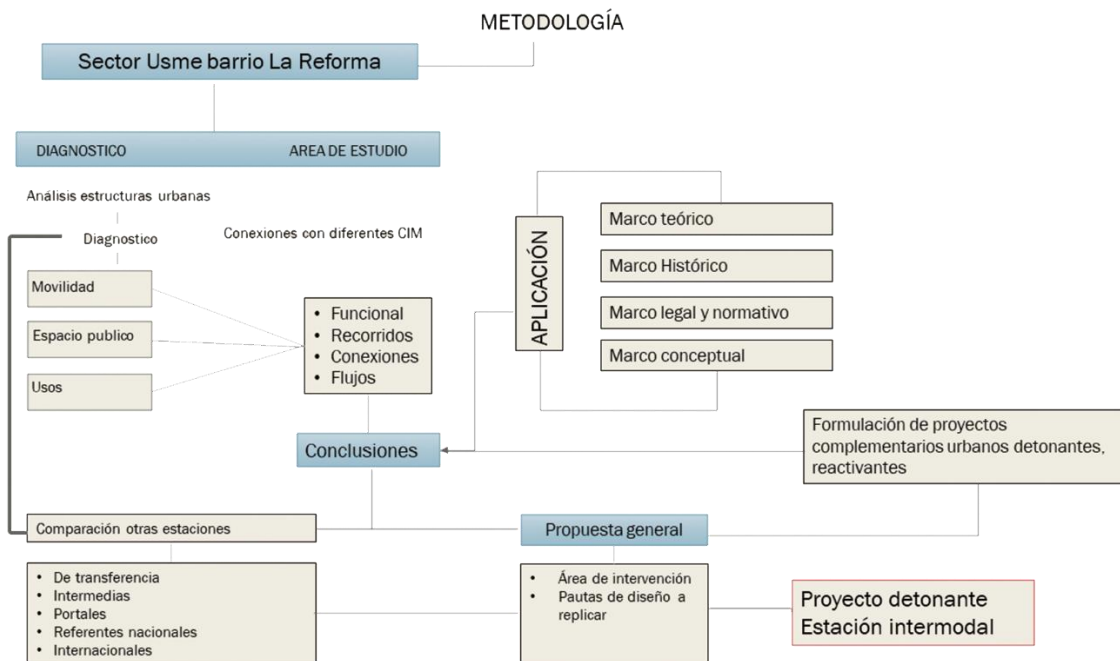 METODOLOGÍA
Sector Usme barrio La Reforma
DIAGNOSTICO AREA DE ESTUDIO
Análisis estructuras urbanas
Diagnostico
Conexiones con diferentes CIM
Movilidad
Espacio publico
Usos
• Funcional
• Recorridos
• Conexiones
• Flujos
APLICACIÓN
Marco teórico
Marco Histórico
Marco legal y normativo
Marco conceptual
Conclusiones
Formulación de proyectos
complementarios urbanos detonantes,
reactivantes
Comparación otras estaciones
• De transferencia
• Intermedias
• Portales
• Referentes nacionales
• Internacionales
Propuesta general
• Área de intervención
• Pautas de diseño a
replicar
Proyecto detonante
Estación intermodal